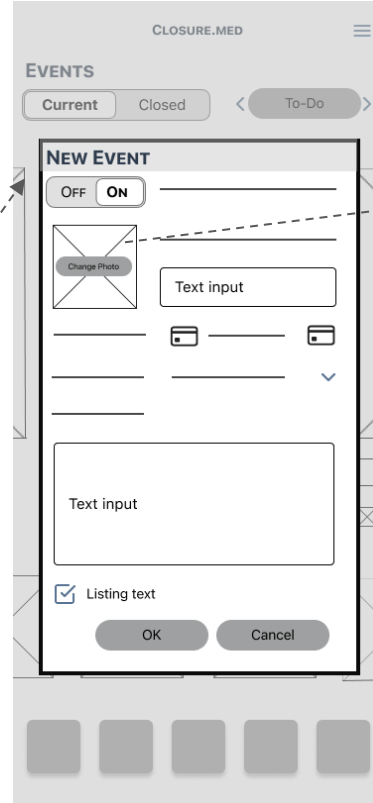 CLOSURE.MED
EVENTS
Current Closed To-Do
NEW EVENT
OFF ON
Change Photo
Text input
Text input
Listing text
OK Cancel